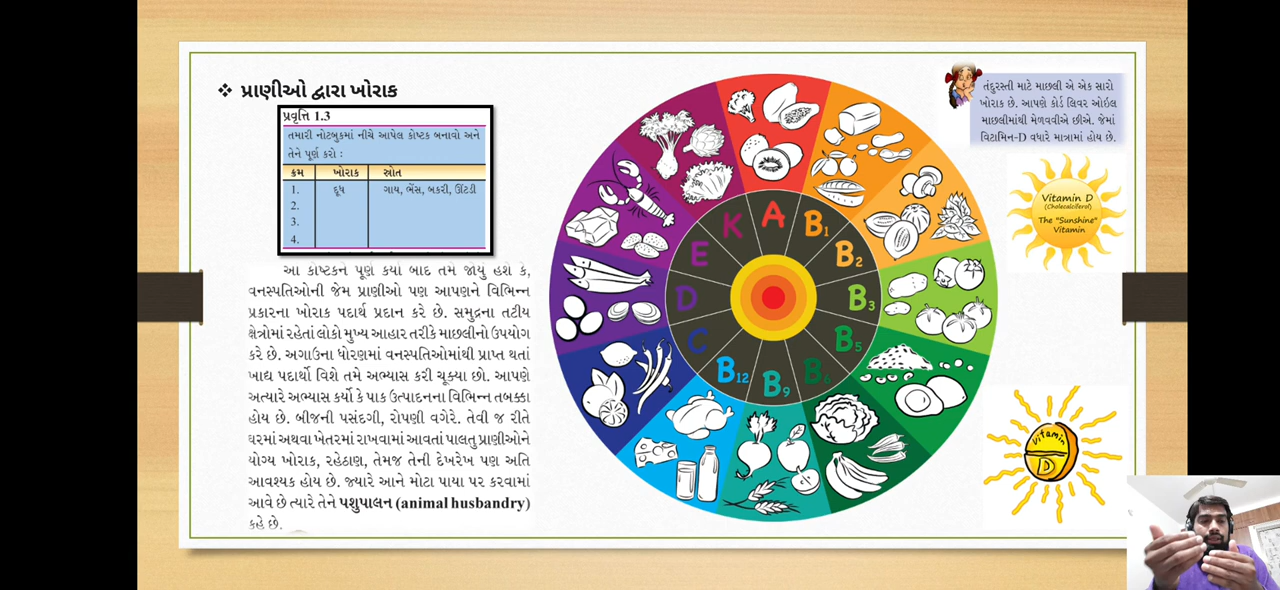 ❖ પ્રાણીઓ દ્વારા ખોરાક
પ્રવૃત્તિ 1.3
તમારી નોટબુકમાં નીચે આપેલ કોષ્ટક બનાવો અને
તેને પૂર્ણ કરો :
ક્રમ ખોરાક સ્રોત
1. દૂધ ગાય, ભેંસ, બકરી, ઊંટડી
2.
3.
4.
આ કોષ્ટકને પૂર્ણ કર્યા બાદ તમે જોયું હશે કે,
વનસ્પતિઓની જેમ પ્રાણીઓ પણ આપણને વિભિન્ન
પ્રકારના ખોરાક પદાર્થ પ્રદાન કરે છે. સમુદ્રના તટીય
ક્ષેત્રોમાં રહેતાં લોકો મુખ્ય આહાર તરીકે માછલીનો ઉપયોગ
કરે છે. અગાઉના ધોરણમાં વનસ્પતિઓમાંથી પ્રાપ્ત થતાં
ખાદ્ય પદાર્થો વિશે તમે અભ્યાસ કરી ચૂક્યા છો. આપણે
અત્યારે અભ્યાસ કર્યો કે પાક ઉત્પાદનના વિભિન્ન તબક્કા
હોય છે. બીજની પસંદગી, રોપણી વગેરે. તેવી જ રીતે
ઘરમાં અથવા ખેતરમાં રાખવામાં આવતાં પાલતુ પ્રાણીઓને
યોગ્ય ખોરાક, રહેઠાણ, તેમજ તેની દેખરેખ પણ અતિ
આવશ્યક હોય છે. જ્યારે આને મોટા પાયા પર કરવામાં
આવે છે ત્યારે તેને પશુપાલન (animal husbandry)
કહે છે.
A
B1
B2
B3
B5
B6
B9
B12
C
D
E
K
તંદુરસ્તી માટે માછલી એ એક સારો
ખોરાક છે. આપણે કોર્ડ લિવર ઓઈલ
માછલીમાંથી મેળવવીએ છીએ. જેમાં
વિટામિન-D વધારે માત્રામાં હોય છે.
Vitamin D
(Cholecalciferol)
The "Sunshine"
Vitamin
Vitamin
D